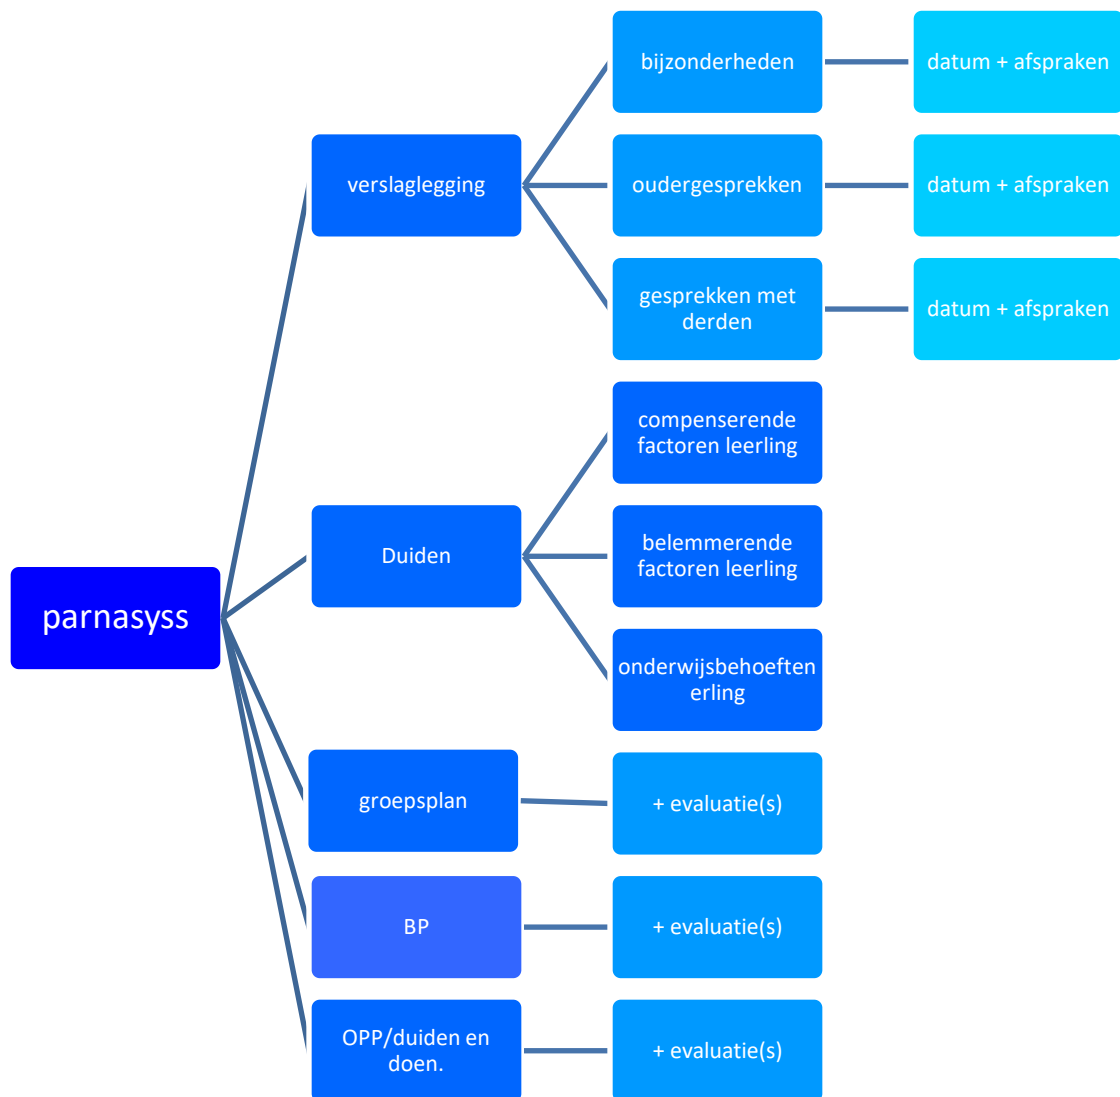 parnasyss
verslaglegging
bijzonderheden
datum + afspraken
oudergesprekken
datum + afspraken
gesprekken met
derden
datum + afspraken
Duiden
compenserende
factoren leerling
belemmerende
factoren leerling
onderwijsbehoeften
erling
groepsplan
+ evaluatie(s)
BP
+ evaluatie(s)
OPP/duiden en
doen.
+ evaluatie(s)